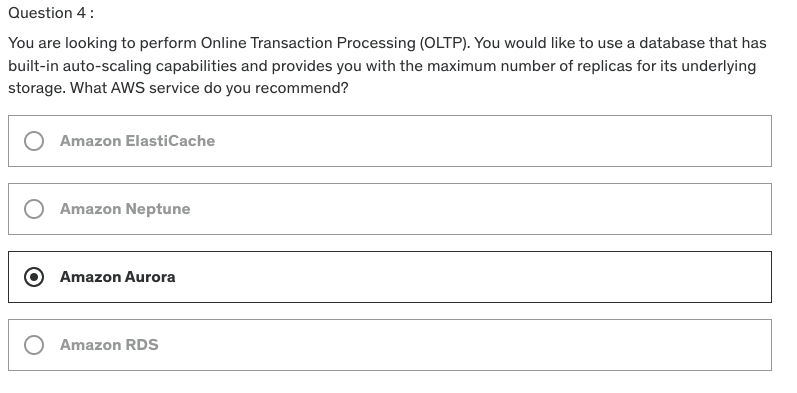 Question 4 :
You are looking to perform Online Transaction Processing (OLTP). You would like to use a database that has
built-in auto-scaling capabilities and provides you with the maximum number of replicas for its underlying
storage. What AWS service do you recommend?
Amazon ElastiCache
Amazon Neptune
Amazon Aurora
Amazon RDS